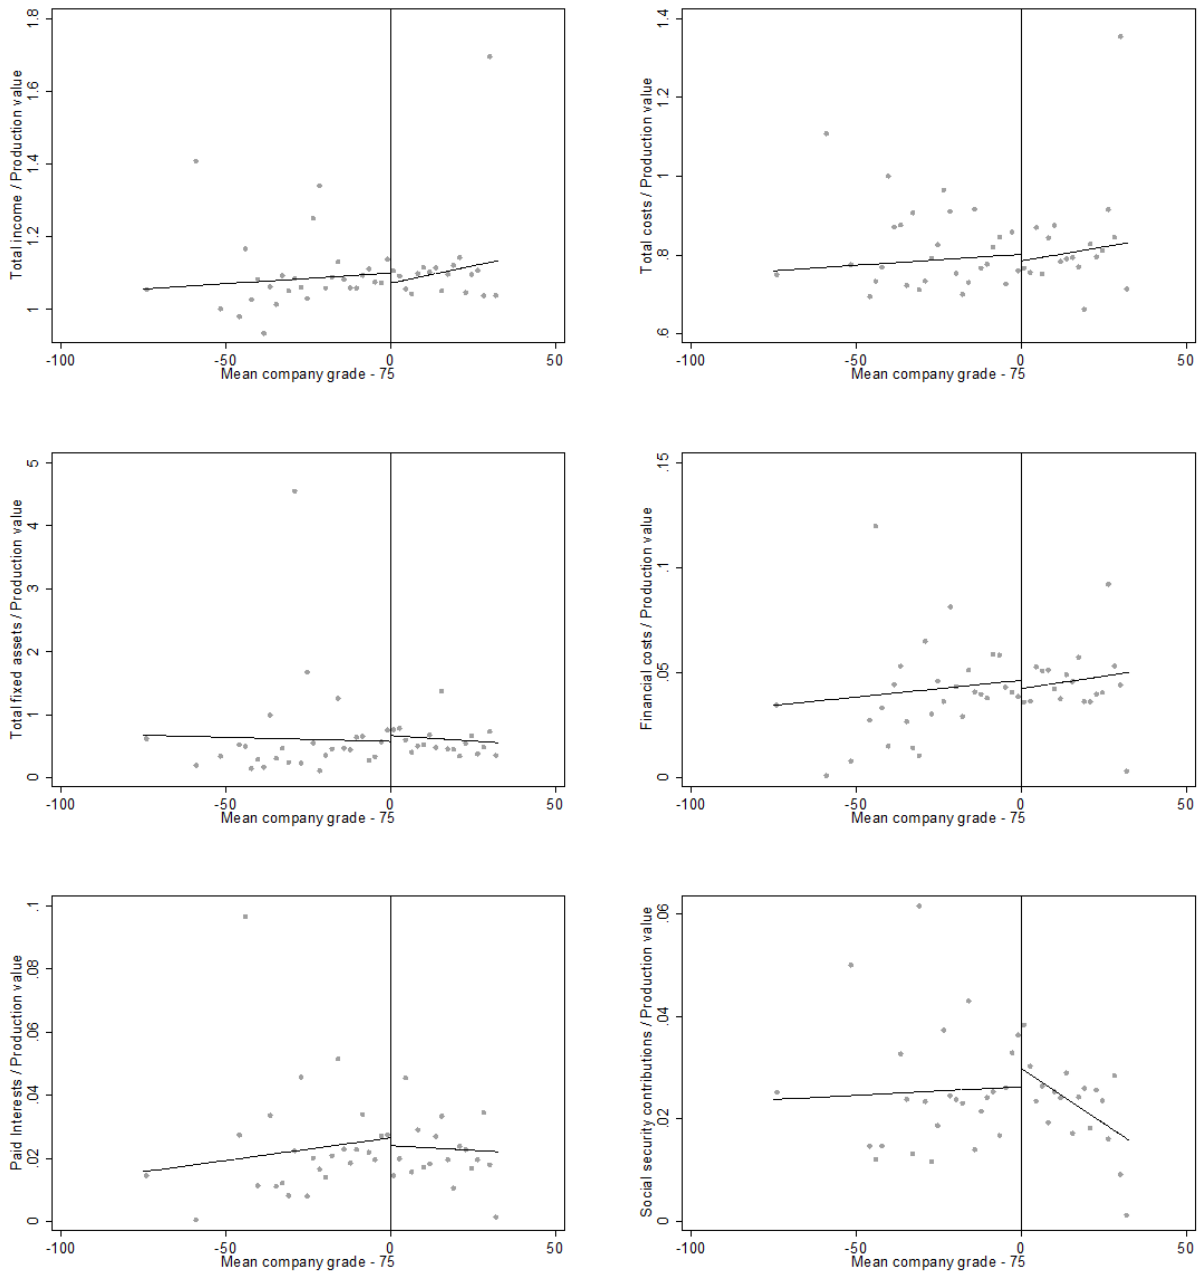 Total income / Production value
1 1.2 1.4 1.6 1.8
-100 -50 0 50
Mean company grade - 75
Total costs / Production value
.6 .8 1 1.2 1.4
-100 -50 0 50
Mean company grade - 75
Total fixed assets / Production value
0 1 2 3 4 5
-100 -50 0 50
Mean company grade - 75
Financial costs / Production value
0 .05 .1 .15
-100 -50 0 50
Mean company grade - 75
Paid Interests / Production value
0 .02 .04 .06 .08 .1
-100 -50 0 50
Mean company grade - 75
Social security contributions / Production value
0 .02 .04 .06
-100 -50 0 50
Mean company grade - 75